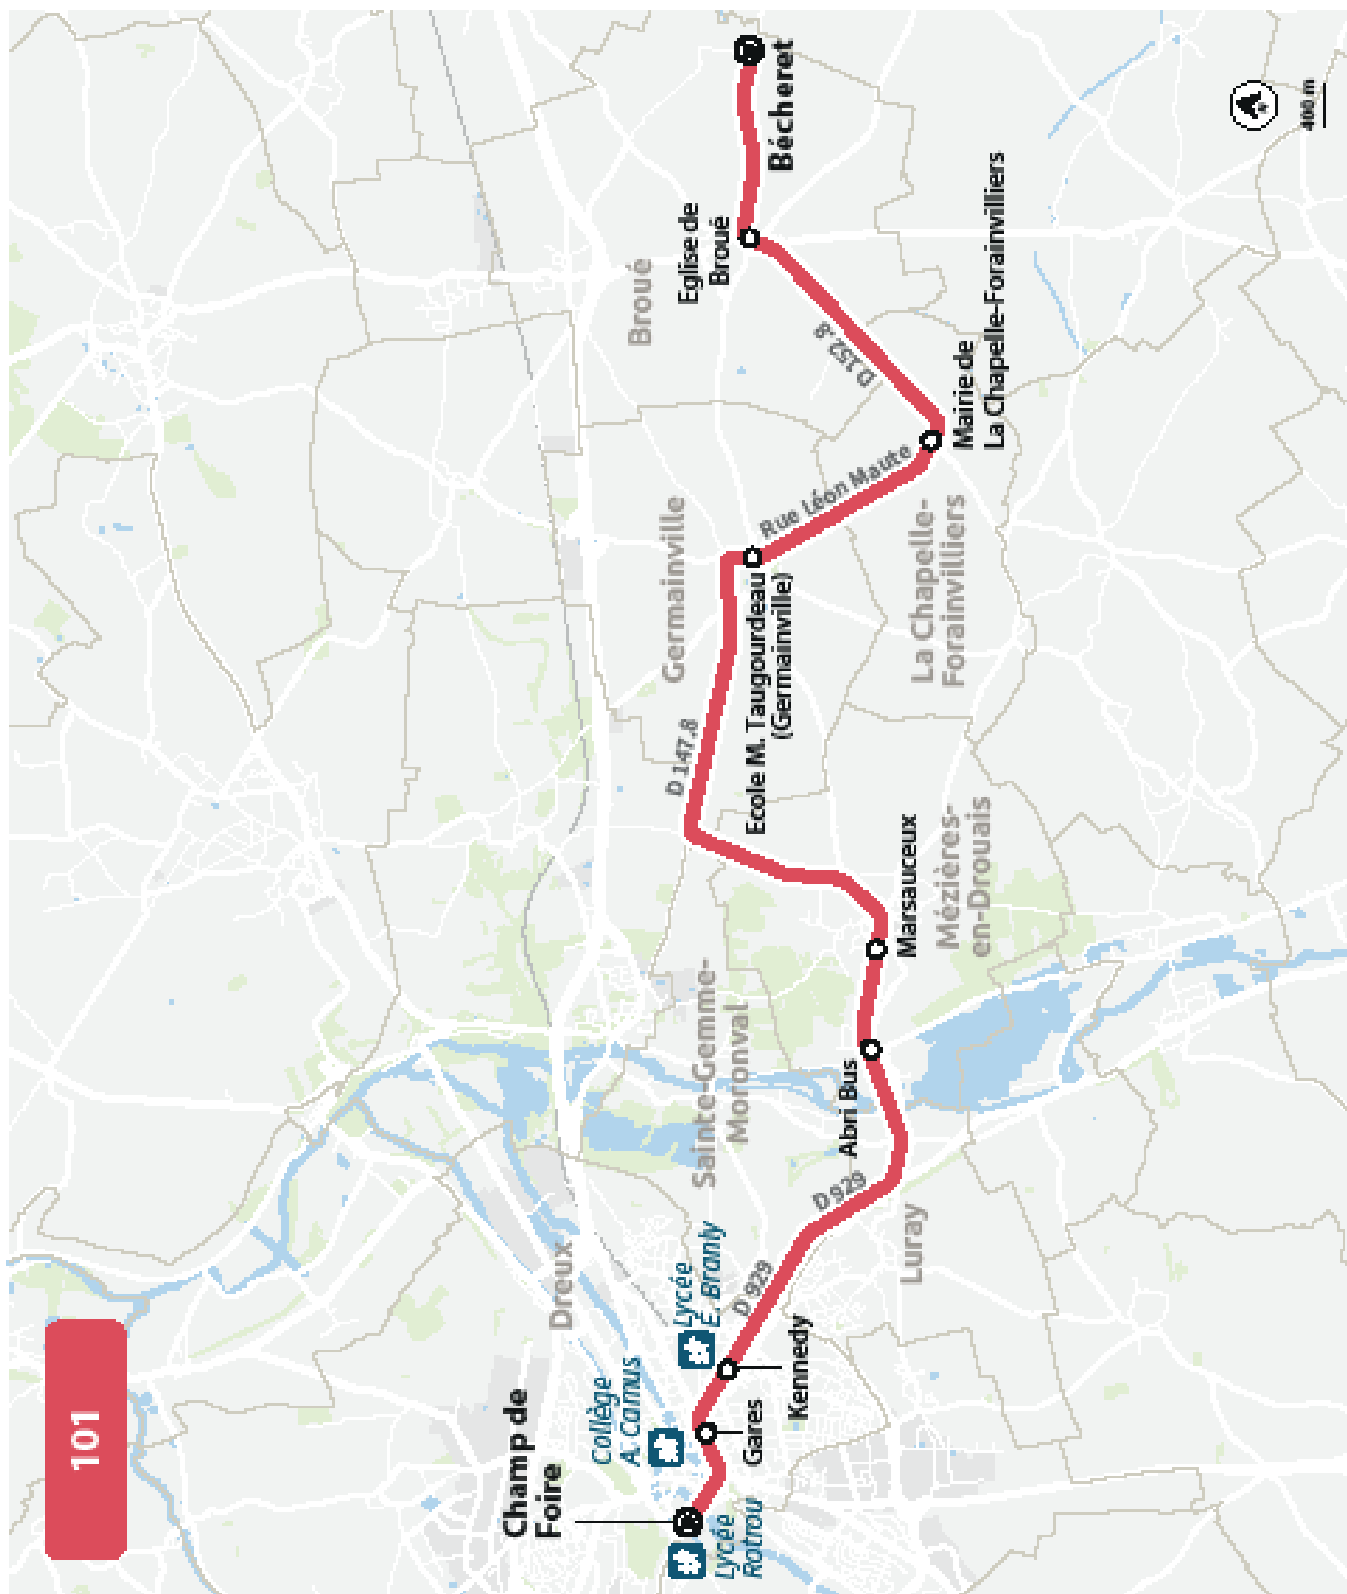 101
Champ de
Foire
Lycée
Rotrou
Collège
A. Camus
Gares
Lycée
É. Branly
Kennedy
Dreux
D 929
D 929
Luray
Sainte-Gemme-
Moronval
Abri Bus
Marsauceux
Mézières-
en-Drouais
D 147.8
Germainville
Ecole M. Taugourdeau
(Germainville)
Rue Léon Maute
La Chapelle-
Forainvilliers
Mairie de
La Chapelle-Forainvilliers
D 152.8
Broué
Eglise de
Broué
Bécheret
400 m